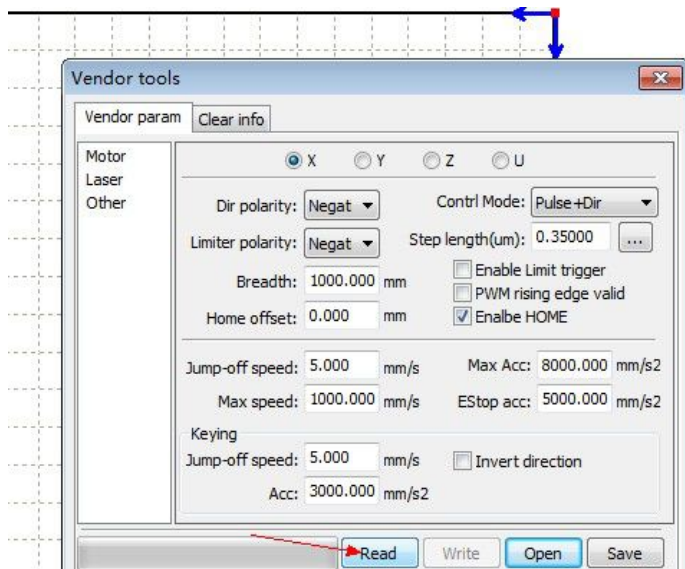 Vendor tools
Vendor param Clear info
Motor
Laser
Other
X Y Z U
Dir polarity: Negat Contrl Mode: Pulse+Dir
Limiter polarity: Negat Step length(um): 0.35000 ...
Breadth: 1000.000 mm Enable Limit trigger
PWM rising edge valid
Home offset: 0.000 mm Enalbe HOME
Jump-off speed: 5.000 mm/s Max Acc: 8000.000 mm/s2
Max speed: 1000.000 mm/s EStop acc: 5000.000 mm/s2
Keying
Jump-off speed: 5.000 mm/s Invert direction
Acc: 3000.000 mm/s2
Read Write Open Save